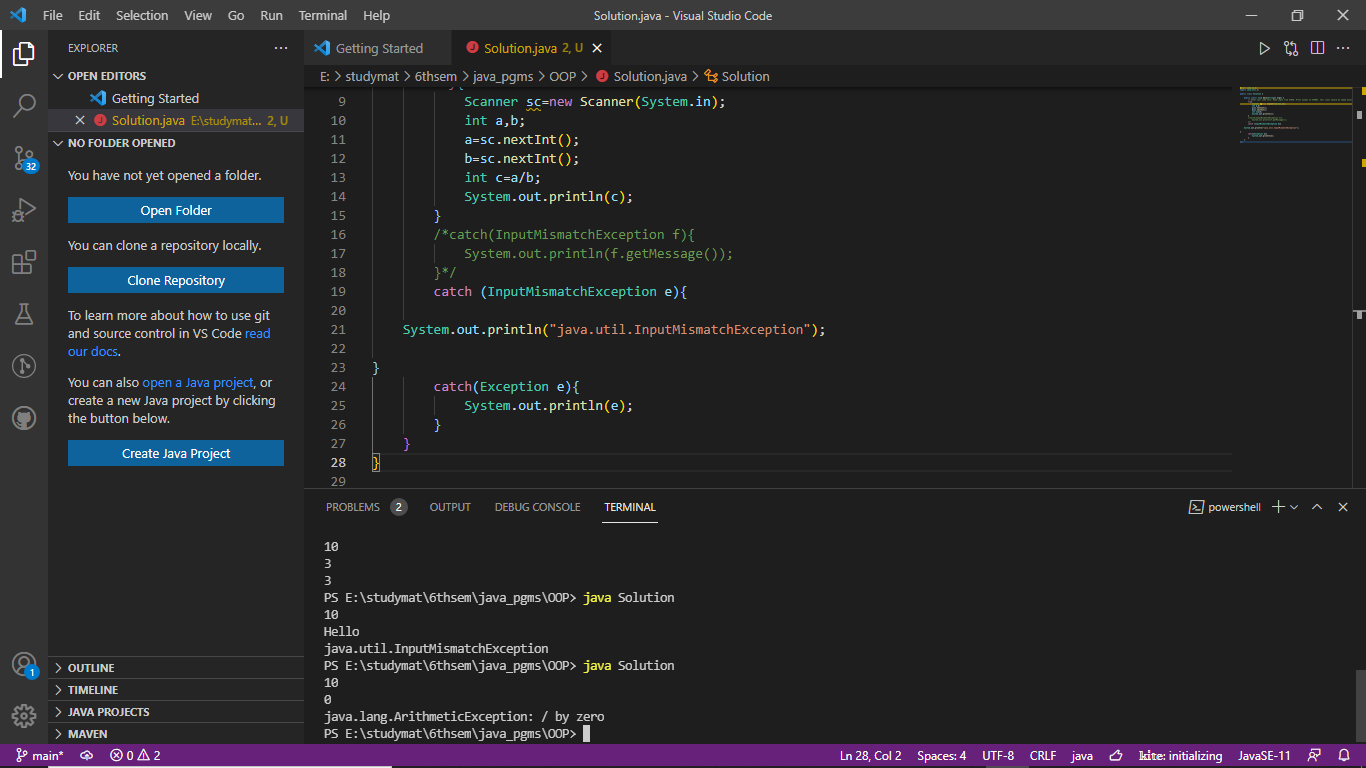 File Edit Selection View Go Run Terminal Help
Solution.java - Visual Studio Code
EXPLORER
OPEN EDITORS
Getting Started
Solution.java E:\studymat... 2, U
NO FOLDER OPENED
You have not yet opened a folder.
Open Folder
You can clone a repository locally.
Clone Repository
To learn more about how to use git
and source control in VS Code read
our docs.
You can also open a Java project, or
create a new Java project by clicking
the button below.
Create Java Project
OUTLINE
TIMELINE
JAVA PROJECTS
MAVEN
32
1
Getting Started
Solution.java 2, U
E: > studymat > 6thsem > java_pgms > OOP > Solution.java > Solution
9 Scanner sc=new Scanner(System.in);
10 int a,b;
11 a=sc.nextInt();
12 b=sc.nextInt();
13 int c=a/b;
14 System.out.println(c);
15 }
16 /*catch(InputMismatchException f){
17 System.out.println(f.getMessage());
18 }*/
19 catch (InputMismatchException e){
20
21 System.out.println("java.util.InputMismatchException");
22
23 }
24 catch(Exception e){
25 System.out.println(e);
26 }
27 }
28 }
29
PROBLEMS 2 OUTPUT DEBUG CONSOLE TERMINAL
powershell
10
3
3
PS E:\studymat\6thsem\java_pgms\OOP> java Solution
10
Hello
java.util.InputMismatchException
PS E:\studymat\6thsem\java_pgms\OOP> java Solution
10
0
java.lang.ArithmeticException: / by zero
PS E:\studymat\6thsem\java_pgms\OOP>
main* 0 2
Ln 28, Col 2 Spaces: 4 UTF-8 CRLF java kite: initializing JavaSE-11